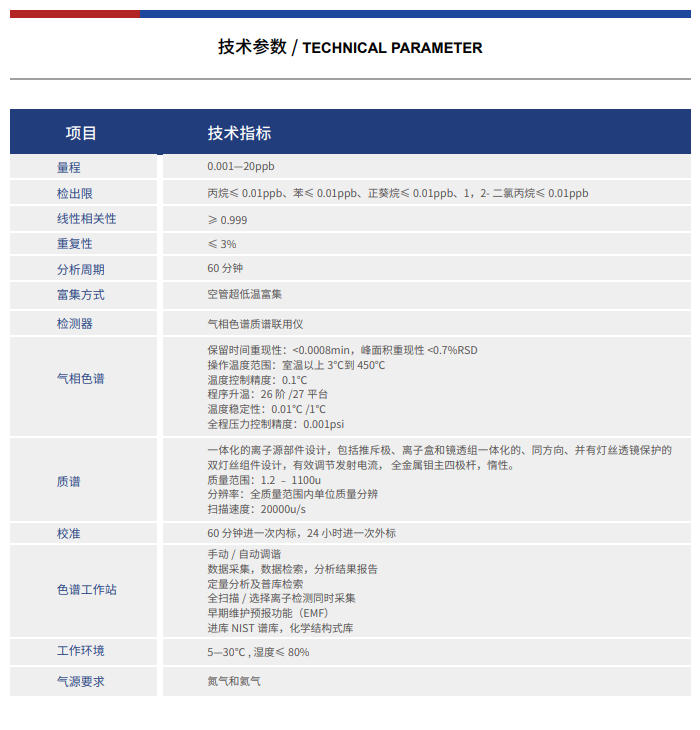 技术参数 / TECHNICAL PARAMETER
项目 技术指标
量程 0.001—20ppb
检出限 丙烷≤ 0.01ppb、苯≤ 0.01ppb、正葵烷≤ 0.01ppb、1，2- 二氯丙烷≤ 0.01ppb
线性相关性 ≥ 0.999
重复性 ≤ 3%
分析周期 60 分钟
富集方式 空管超低温富集
检测器 气相色谱质谱联用仪
气相色谱
保留时间重现性：<0.0008min，峰面积重现性 <0.7%RSD
操作温度范围：室温以上 3℃到 450℃
温度控制精度：0.1℃
程序升温：26 阶 /27 平台
温度稳定性：0.01℃ /1℃
全程压力控制精度：0.001psi
质谱
一体化的离子源部件设计，包括推斥极、离子盒和镜透组一体化的、同方向、并有灯丝透镜保护的
双灯丝组件设计，有效调节发射电流， 全金属钼主四极杆，惰性。
质量范围：1.2 － 1100u
分辨率：全质量范围内单位质量分辨
扫描速度：20000u/s
校准 60 分钟进一次内标，24 小时进一次外标
色谱工作站
手动 / 自动调谐
数据采集，数据检索，分析结果报告
定量分析及普库检索
全扫描 / 选择离子检测同时采集
早期维护预报功能（EMF）
进库 NIST 谱库，化学结构式库
工作环境 5—30℃ , 湿度≤ 80%
气源要求 氮气和氦气